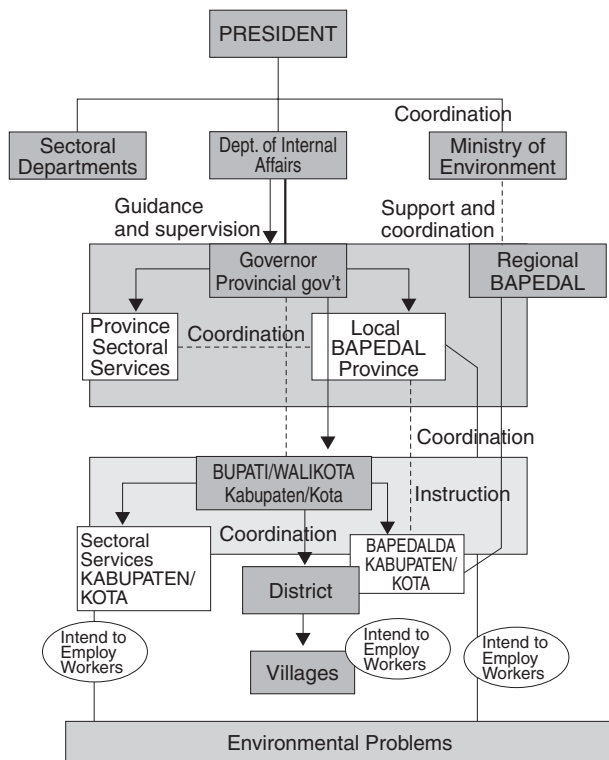 PRESIDENT
Coordination
Sectoral
Departments
Dept. of Internal
Affairs
Ministry of
Environment
Guidance
and supervision
Support and
coordination
Governor
Provincial gov't
Regional
BAPEDAL
Province
Sectoral
Services
Coordination
Local
BAPEDAL
Province
Coordination
BUPATI/WALIKOTA
Kabupaten/Kota
Instruction
Coordination
Sectoral
Services
KABUPATEN/
KOTA
BAPEDALDA
KABUPATEN/
KOTA
District
Intend to
Employ
Workers
Villages
Intend to
Employ
Workers
Intend to
Employ
Workers
Environmental Problems